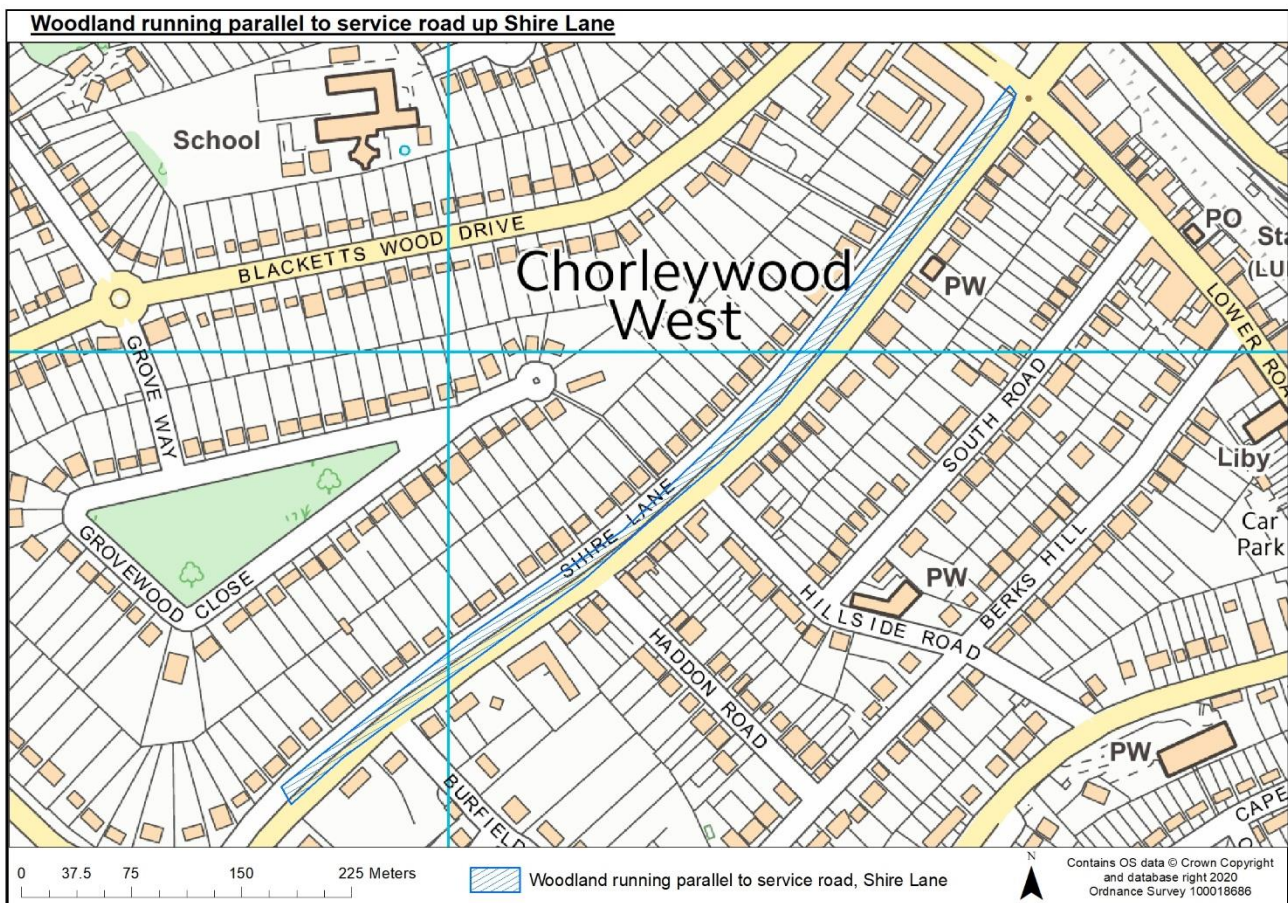 Woodland running parallel to service road up Shire Lane
School
BLACKETTS WOOD DRIVE
Chorleywood
West
PO
Sta
(LU
PW
LOWER ROA
GROVE WAY
SOUTH ROAD
Liby
Car
Park
SHIRE LANE
GROVEWOOD CLOSE
PW
BERKS HILL
HILLSIDE ROAD
HADDON ROAD
PW
BURFIELD
CAPE
0 37.5 75 150 225 Meters
Woodland running parallel to service road, Shire Lane
N
Contains OS data © Crown Copyright
and database right 2020
Ordnance Survey 100018686